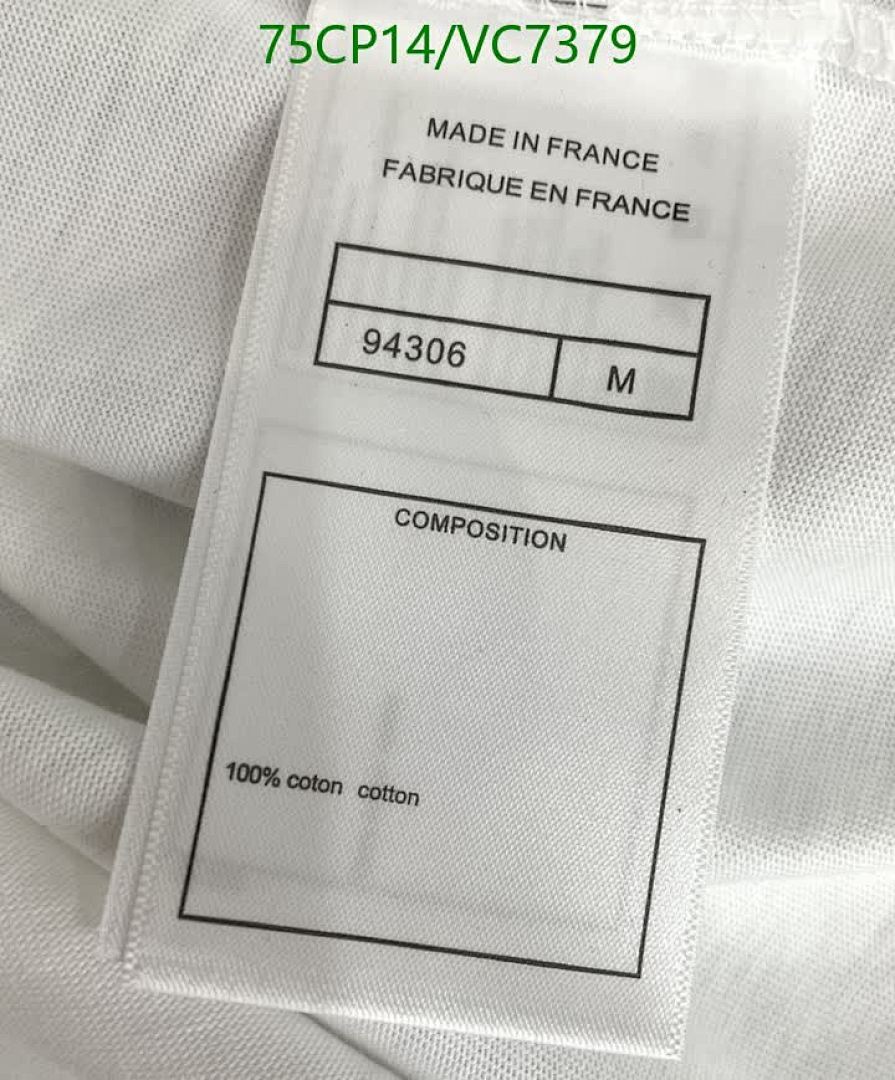 75CP14/VC7379
MADE IN FRANCE
FABRIQUE EN FRANCE
94306 M
COMPOSITION
100% coton cotton